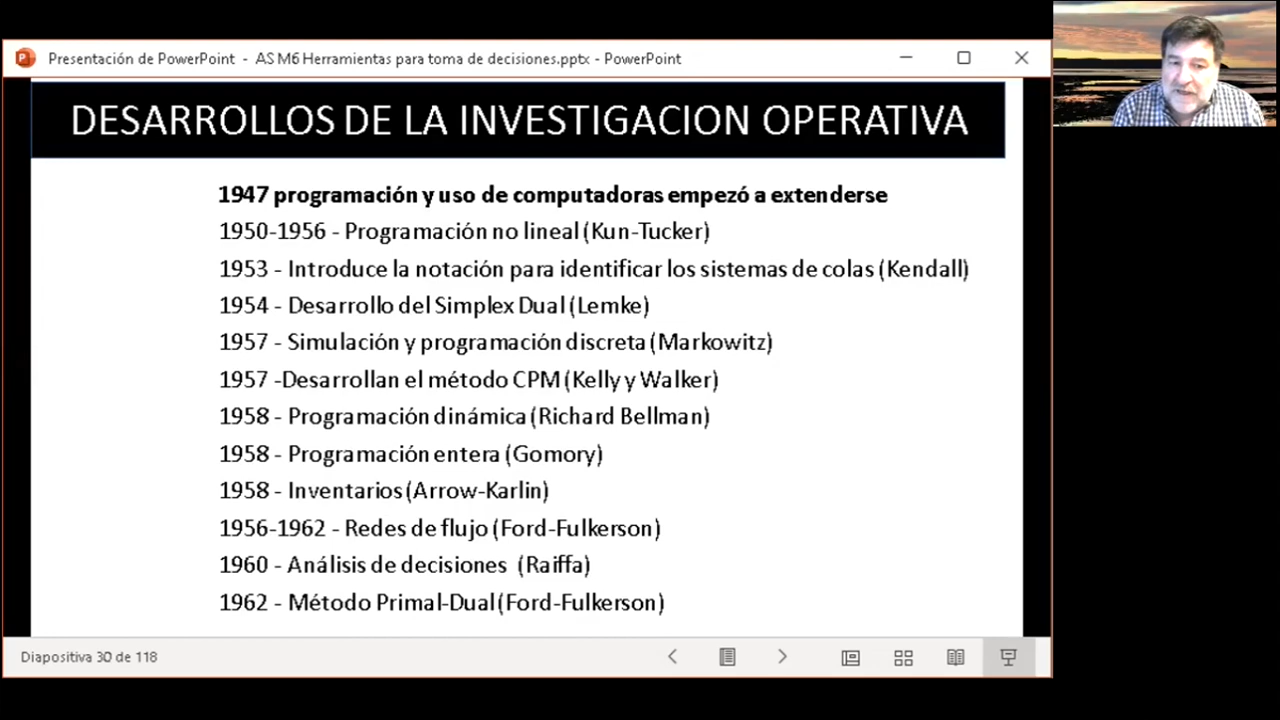 Presentación de PowerPoint - AS M6 Herramientas para toma de decisiones.pptx - PowerPoint
DESARROLLOS DE LA INVESTIGACION OPERATIVA
1947 programación y uso de computadoras empezó a extenderse
1950-1956 - Programación no lineal (Kun-Tucker)
1953 - Introduce la notación para identificar los sistemas de colas (Kendall)
1954 - Desarrollo del Simplex Dual (Lemke)
1957 - Simulación y programación discreta (Markowitz)
1957 -Desarrollan el método CPM (Kelly y Walker)
1958 - Programación dinámica (Richard Bellman)
1958 - Programación entera (Gomory)
1958 - Inventarios (Arrow-Karlin)
1956-1962 - Redes de flujo (Ford-Fulkerson)
1960 - Análisis de decisiones (Raiffa)
1962 - Método Primal-Dual (Ford-Fulkerson)
Diapositiva 30 de 118